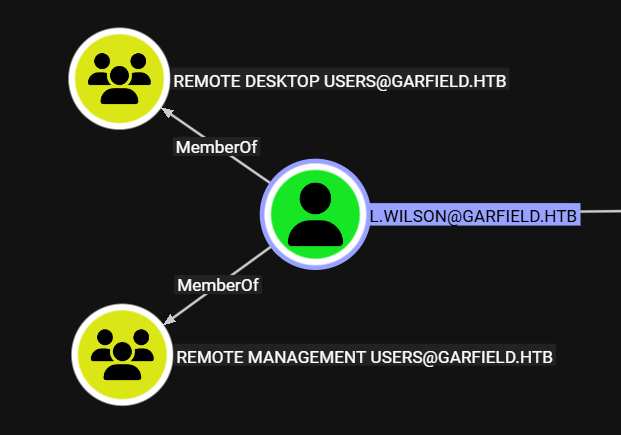 REMOTE DESKTOP USERS@GARFIELD.HTB
MemberOf
L.WILSON@GARFIELD.HTB
MemberOf
REMOTE MANAGEMENT USERS@GARFIELD.HTB